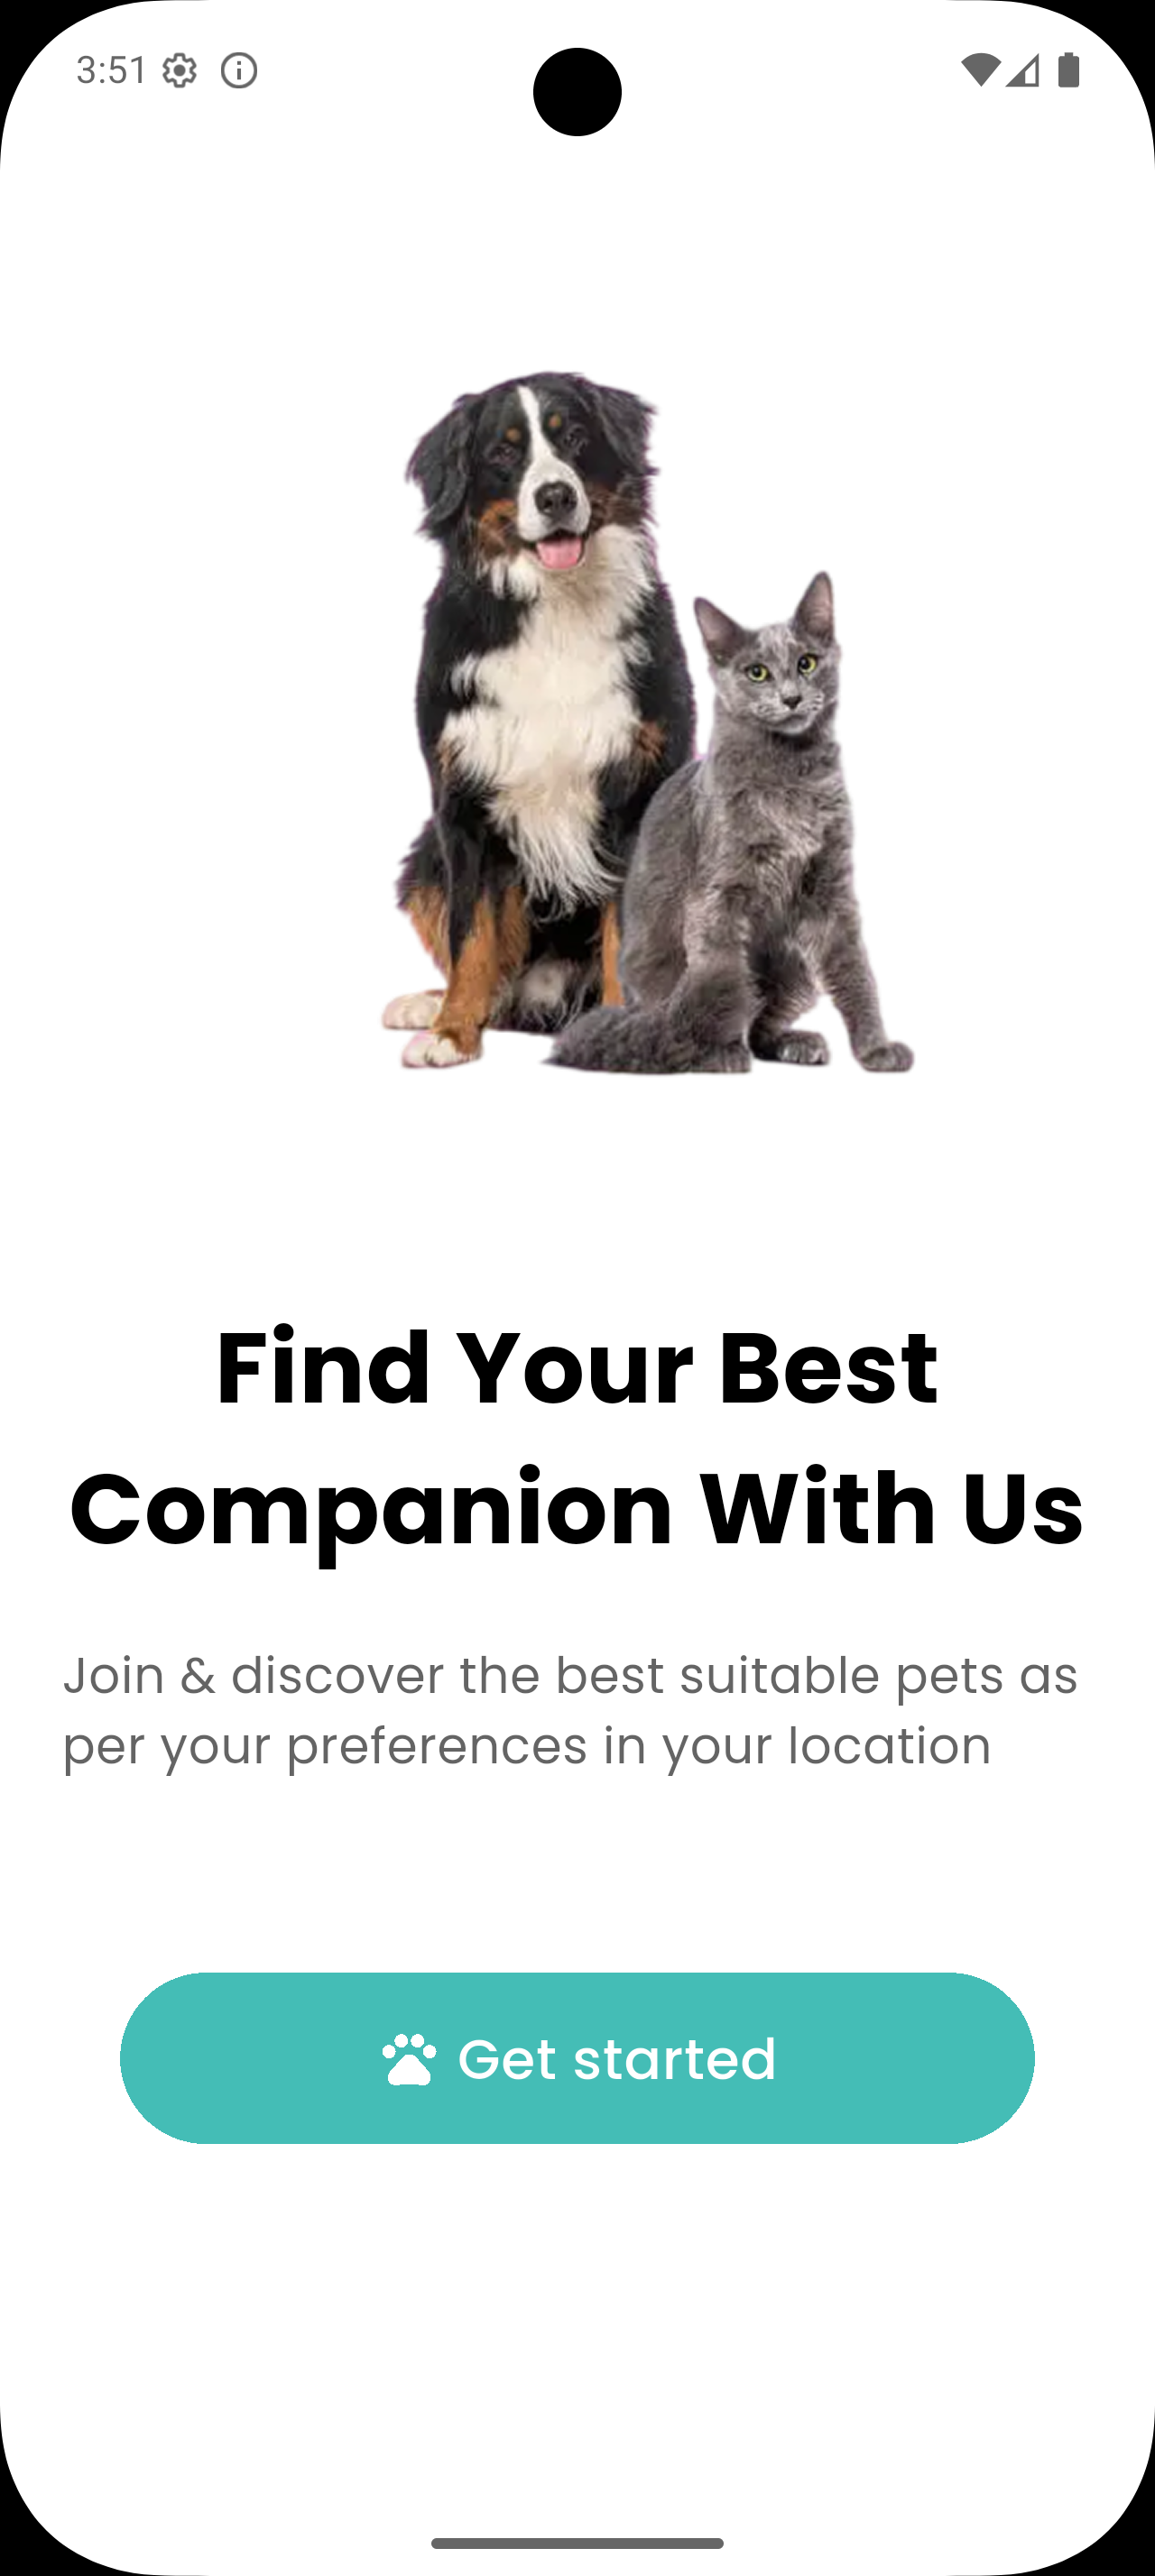 3:51
Find Your Best
Companion With Us
Join & discover the best suitable pets as
per your preferences in your location
Get started